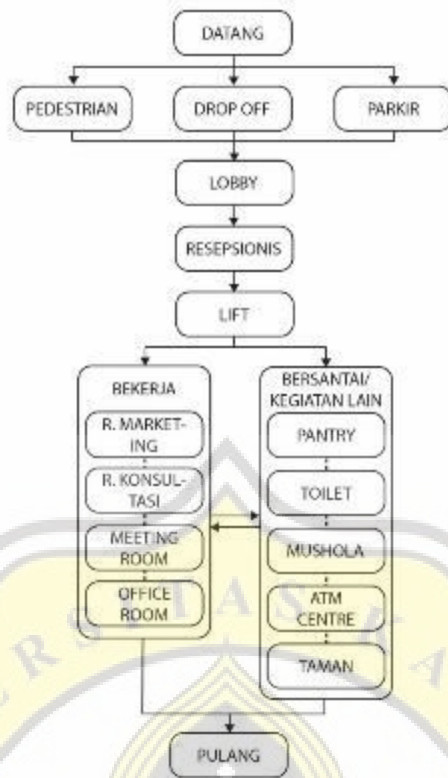 DATANG
PEDESTRIAN
DROP OFF
PARKIR
LOBBY
RESEPSIONIS
LIFT
BEKERJA
R. MARKET-
ING
R. KONSUL-
TASI
MEETING
ROOM
OFFICE
ROOM
BERSANTAI/
KEGIATAN LAIN
PANTRY
TOILET
MUSHOLA
ATM
CENTRE
TAMAN
PULANG